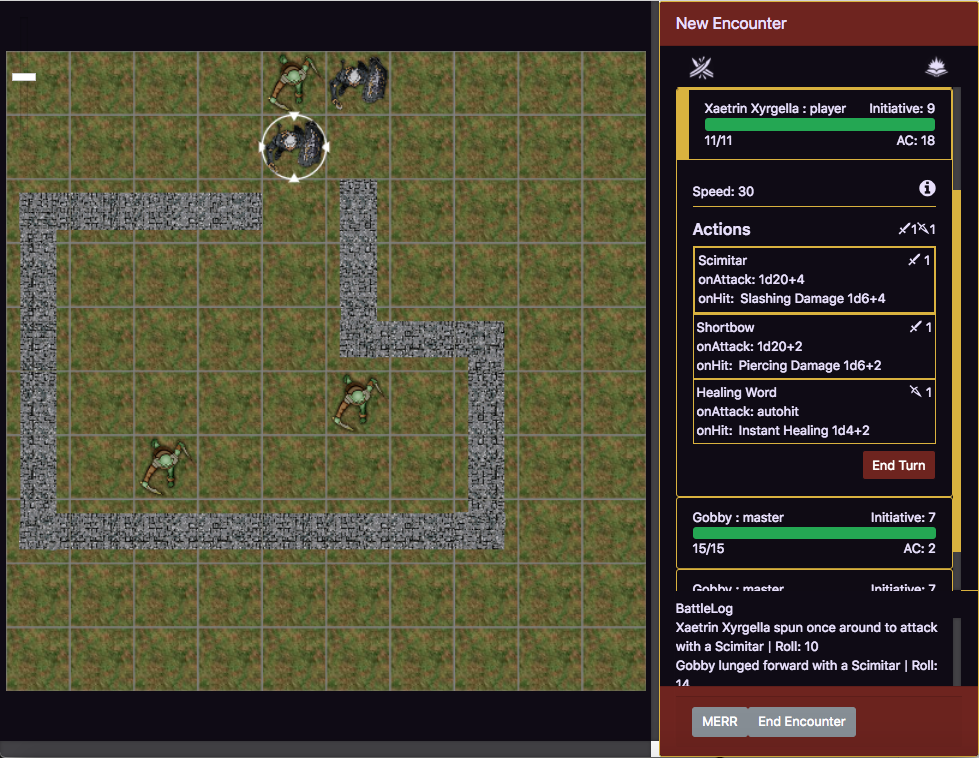 New Encounter
Xaetrin Xyrgella : player Initiative: 9
11/11 AC: 18
Speed: 30
Actions 1 1
Scimitar 1
onAttack: 1d20+4
onHit: Slashing Damage 1d6+4
Shortbow 1
onAttack: 1d20+2
onHit: Piercing Damage 1d6+2
Healing Word 1
onAttack: autohit
onHit: Instant Healing 1d4+2
End Turn
Gobby : master Initiative: 7
15/15 AC: 2
Gobby : master Initiative: 7
BattleLog
Xaetrin Xyrgella spun once around to attack
with a Scimitar | Roll: 10
Gobby lunged forward with a Scimitar | Roll:
14
MERR End Encounter